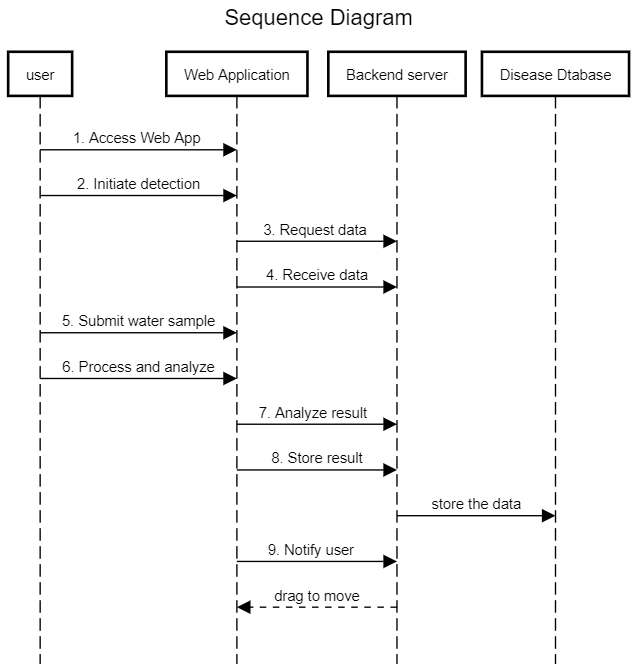 Sequence Diagram
user
Web Application
Backend server
Disease Dtabase
1. Access Web App
2. Initiate detection
3. Request data
4. Receive data
5. Submit water sample
6. Process and analyze
7. Analyze result
8. Store result
store the data
9. Notify user
drag to move